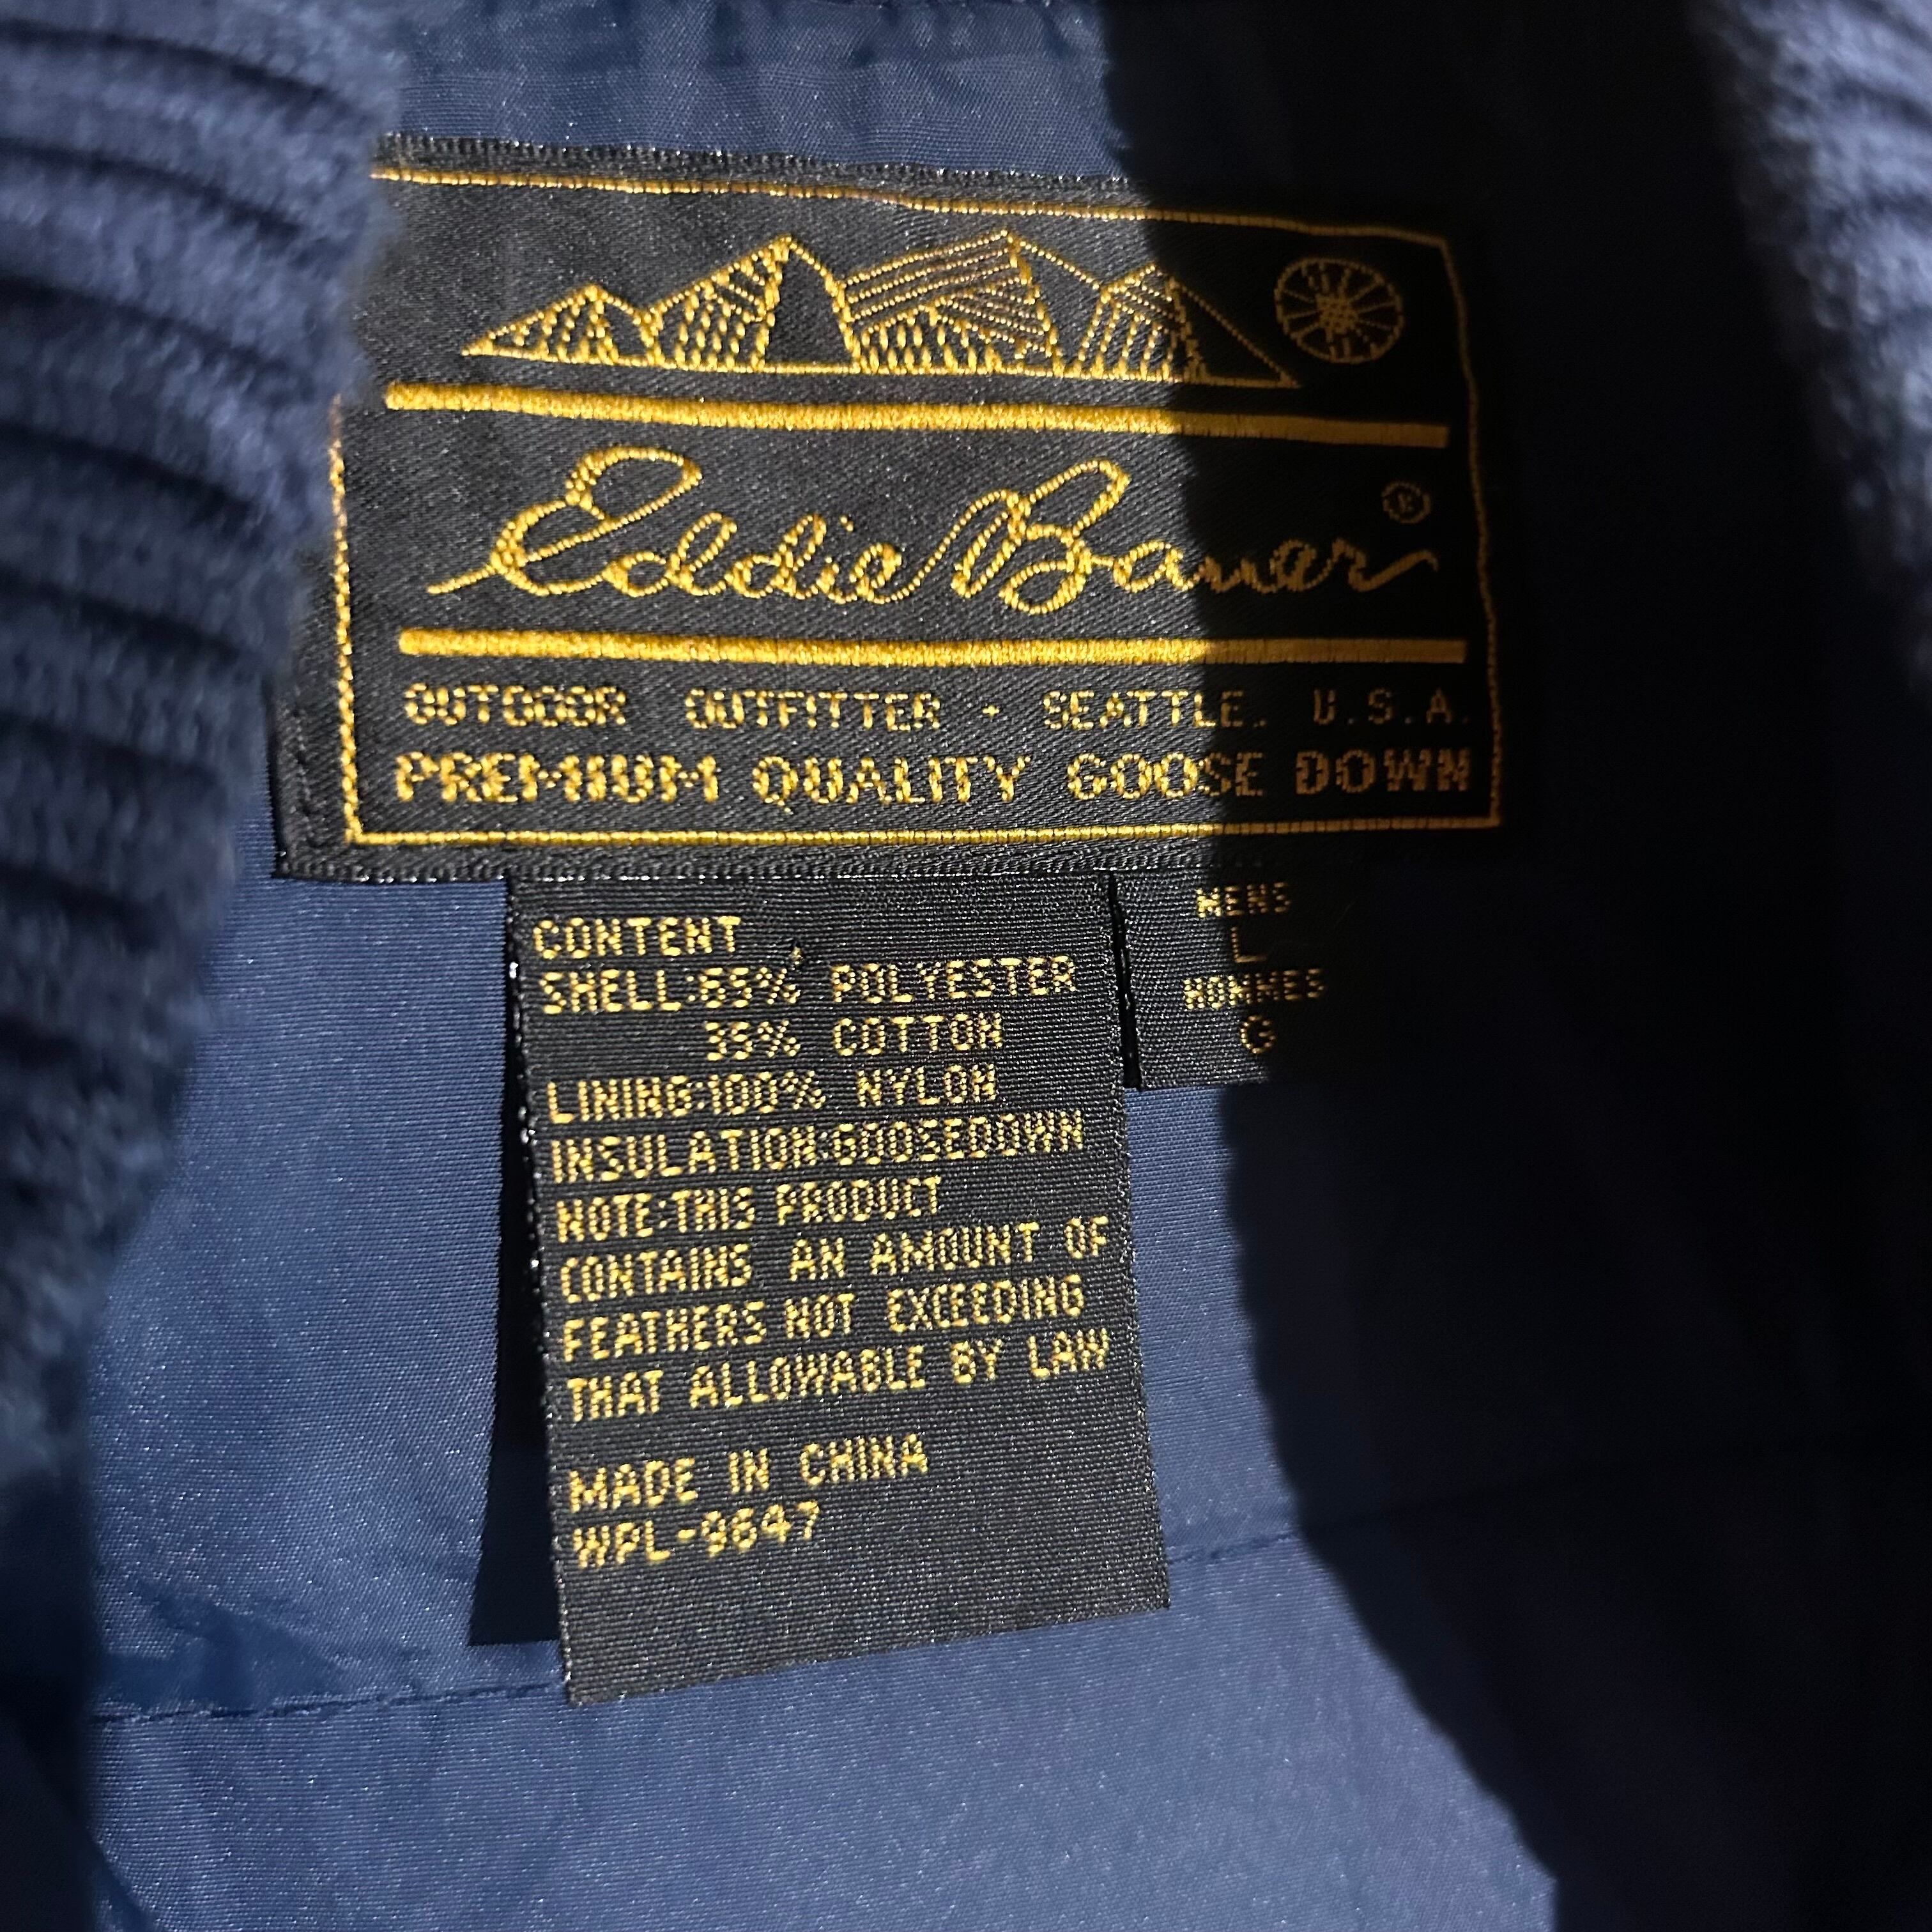 Eddie Bauer®
OUTDOOR OUTFITTER · SEATTLE. U.S.A.
PREMIUM QUALITY GOOSE DOWN
CONTENT
SHELL:65% POLYESTER
35% COTTON
LINING:100% NYLON
INSULATION:GOOSEDOWN
NOTE:THIS PRODUCT
CONTAINS AN AMOUNT OF
FEATHERS NOT EXCEEDING
THAT ALLOWABLE BY LAW
MADE IN CHINA
WPL-9647
MENS
L
HOMMES
G